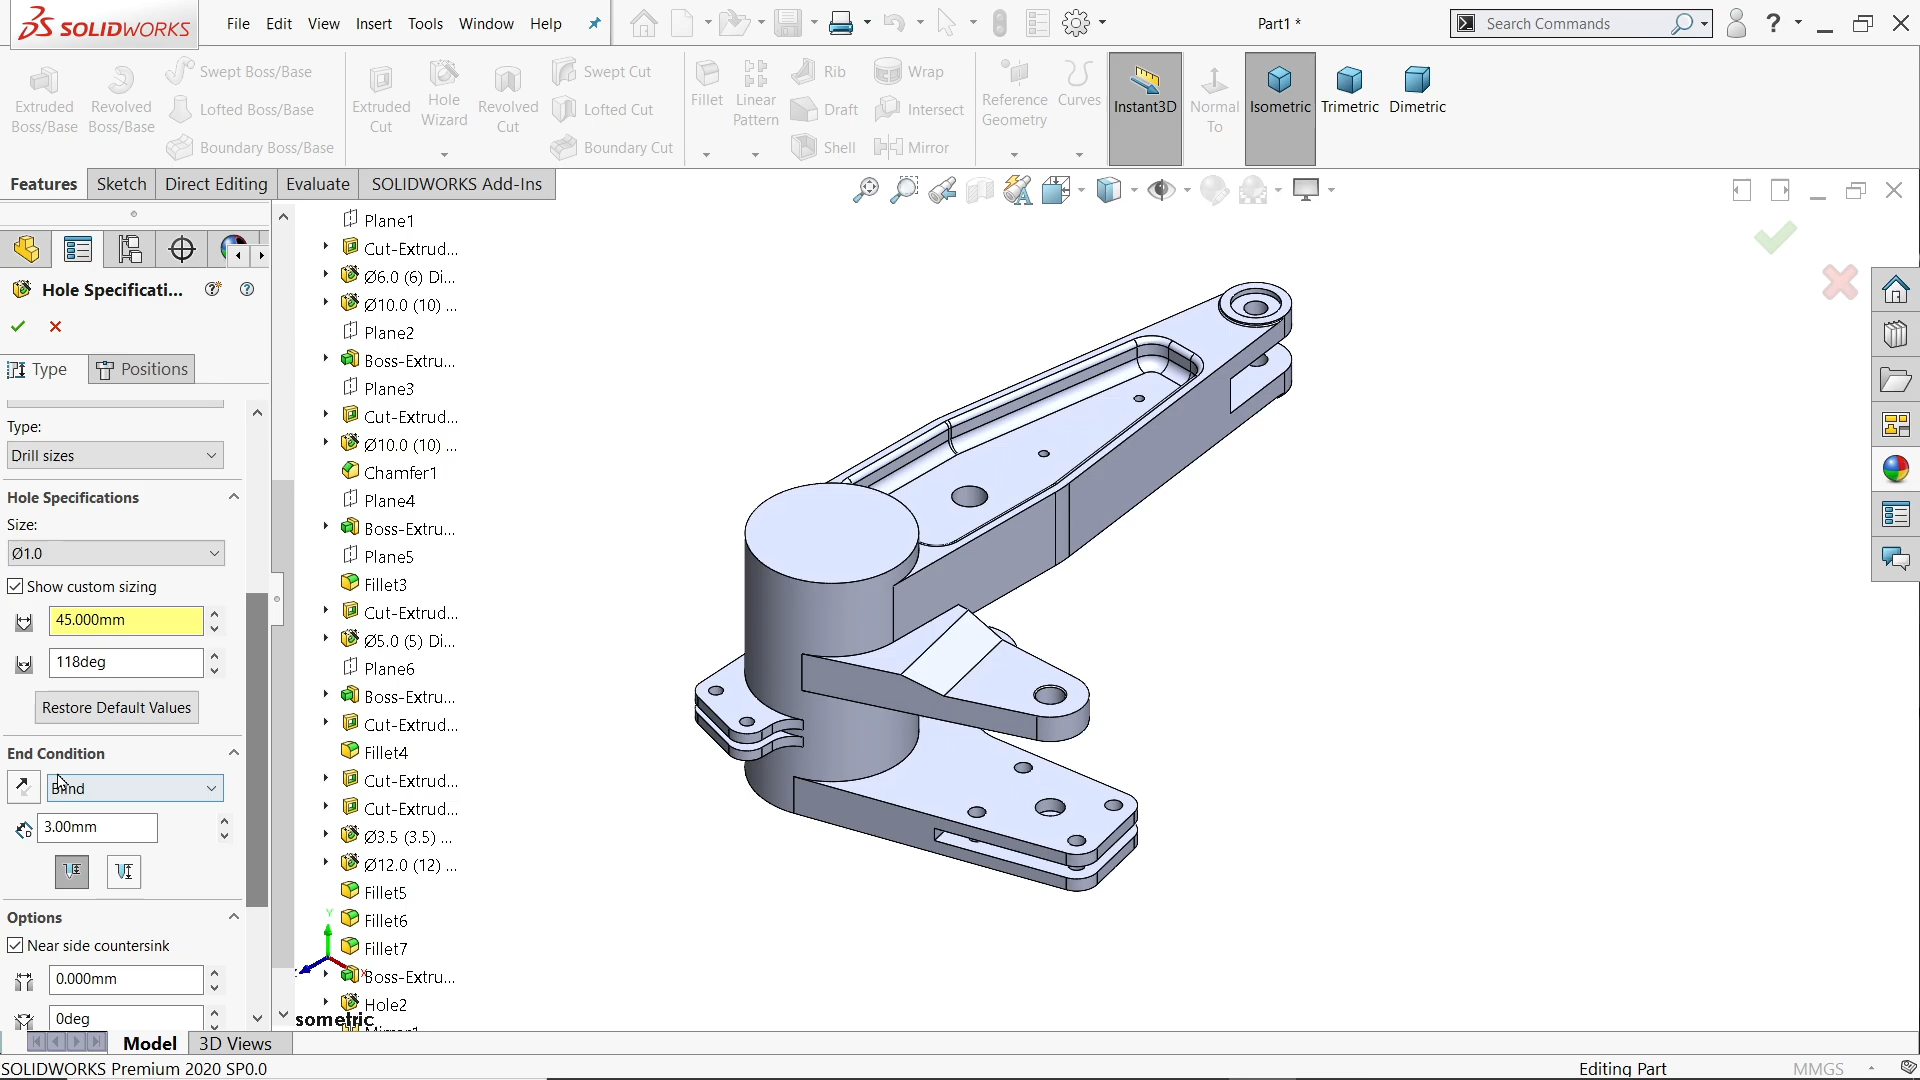 SOLIDWORKS
File Edit View Insert Tools Window Help
Part1 *
Search Commands
Extruded Boss/Base
Revolved Boss/Base
Swept Boss/Base
Lofted Boss/Base
Boundary Boss/Base
Extruded Cut
Hole Wizard
Revolved Cut
Swept Cut
Lofted Cut
Boundary Cut
Fillet
Linear Pattern
Rib
Draft
Shell
Wrap
Intersect
Mirror
Reference Geometry
Curves
Instant3D
Normal To
Isometric
Trimetric
Dimetric
Features Sketch Direct Editing Evaluate SOLIDWORKS Add-Ins
Hole Specificati...
Type
Positions
Type:
Drill sizes
Hole Specifications
Size:
Ø1.0
Show custom sizing
45.000mm
118deg
Restore Default Values
End Condition
Blind
3.00mm
Options
Near side countersink
0.000mm
0deg
Plane1
Cut-Extrud...
Ø6.0 (6) Di...
Ø10.0 (10) ...
Plane2
Boss-Extru...
Plane3
Cut-Extrud...
Ø10.0 (10) ...
Chamfer1
Plane4
Boss-Extru...
Plane5
Fillet3
Cut-Extrud...
Ø5.0 (5) Di...
Plane6
Boss-Extru...
Cut-Extrud...
Fillet4
Cut-Extrud...
Cut-Extrud...
Ø3.5 (3.5) ...
Ø12.0 (12) ...
Fillet5
Fillet6
Fillet7
Boss-Extru...
Hole2
Y
X
sometric
Model 3D Views
SOLIDWORKS Premium 2020 SP0.0
Editing Part
MMGS